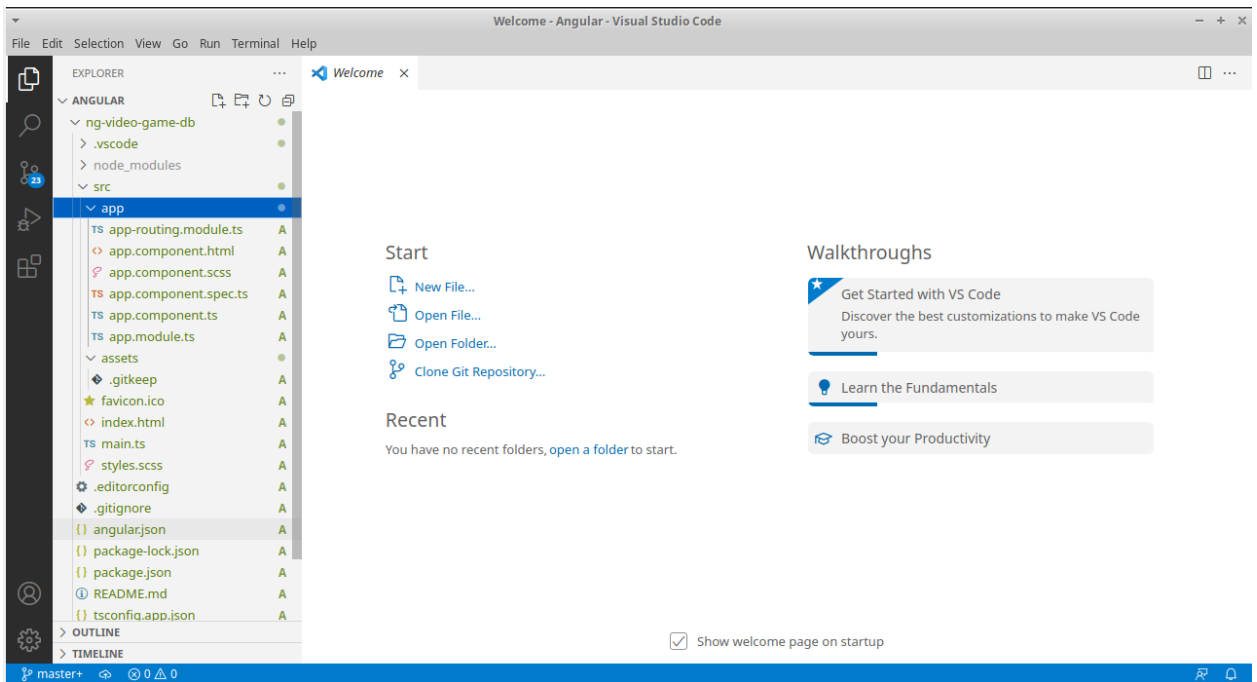 Welcome - Angular - Visual Studio Code
File Edit Selection View Go Run Terminal Help
EXPLORER
Welcome
ANGULAR
ng-video-game-db
.vscode
node_modules
23
src
app
TS app-routing.module.ts A
app.component.html A
app.component.scss A
TS app.component.spec.ts A
TS app.component.ts A
TS app.module.ts A
assets
.gitkeep A
favicon.ico A
index.html A
TS main.ts A
styles.scss A
.editorconfig A
.gitignore A
{} angular.json A
{} package-lock.json A
{} package.json A
README.md A
{} tsconfig.app.json A
OUTLINE
TIMELINE
Start
New File...
Open File...
Open Folder...
Clone Git Repository...
Recent
You have no recent folders, open a folder to start.
Walkthroughs
Get Started with VS Code
Discover the best customizations to make VS Code
yours.
Learn the Fundamentals
Boost your Productivity
Show welcome page on startup
master+ 0 0